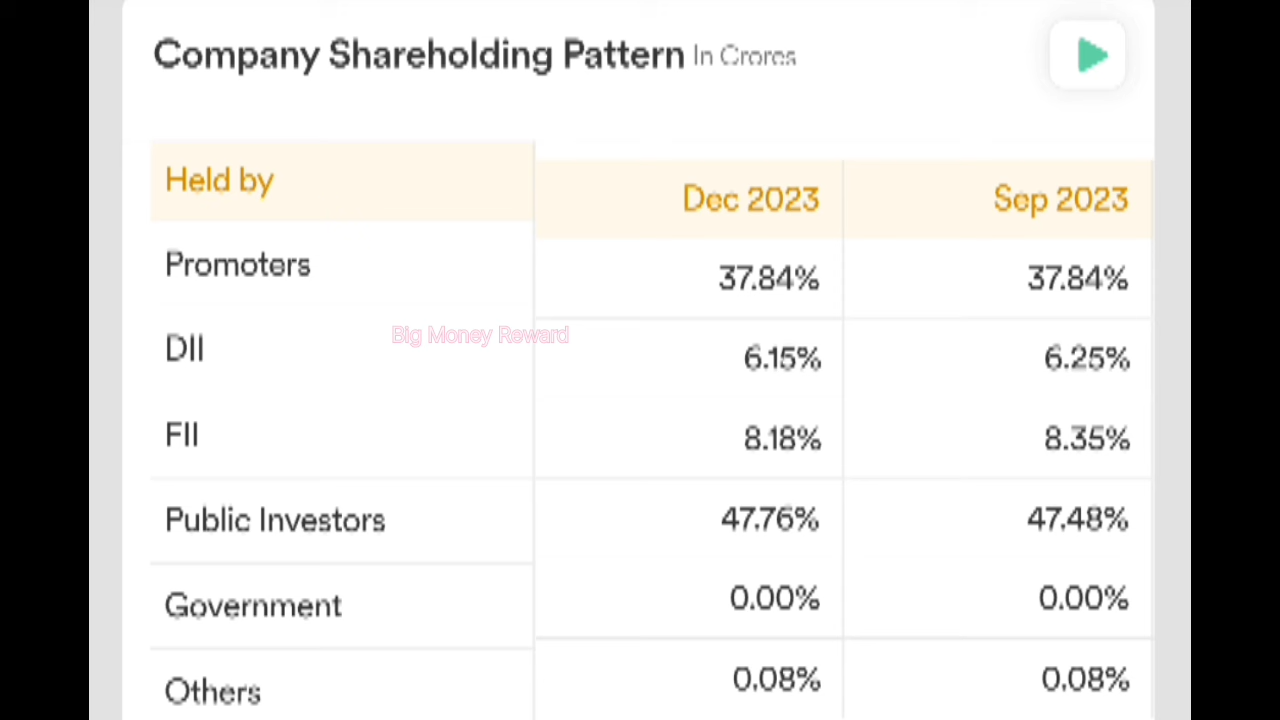 Company Shareholding Pattern In Crores
Held by Dec 2023 Sep 2023
Promoters 37.84% 37.84%
Big Money Reward
DII 6.15% 6.25%
FII 8.18% 8.35%
Public Investors 47.76% 47.48%
Government 0.00% 0.00%
Others 0.08% 0.08%